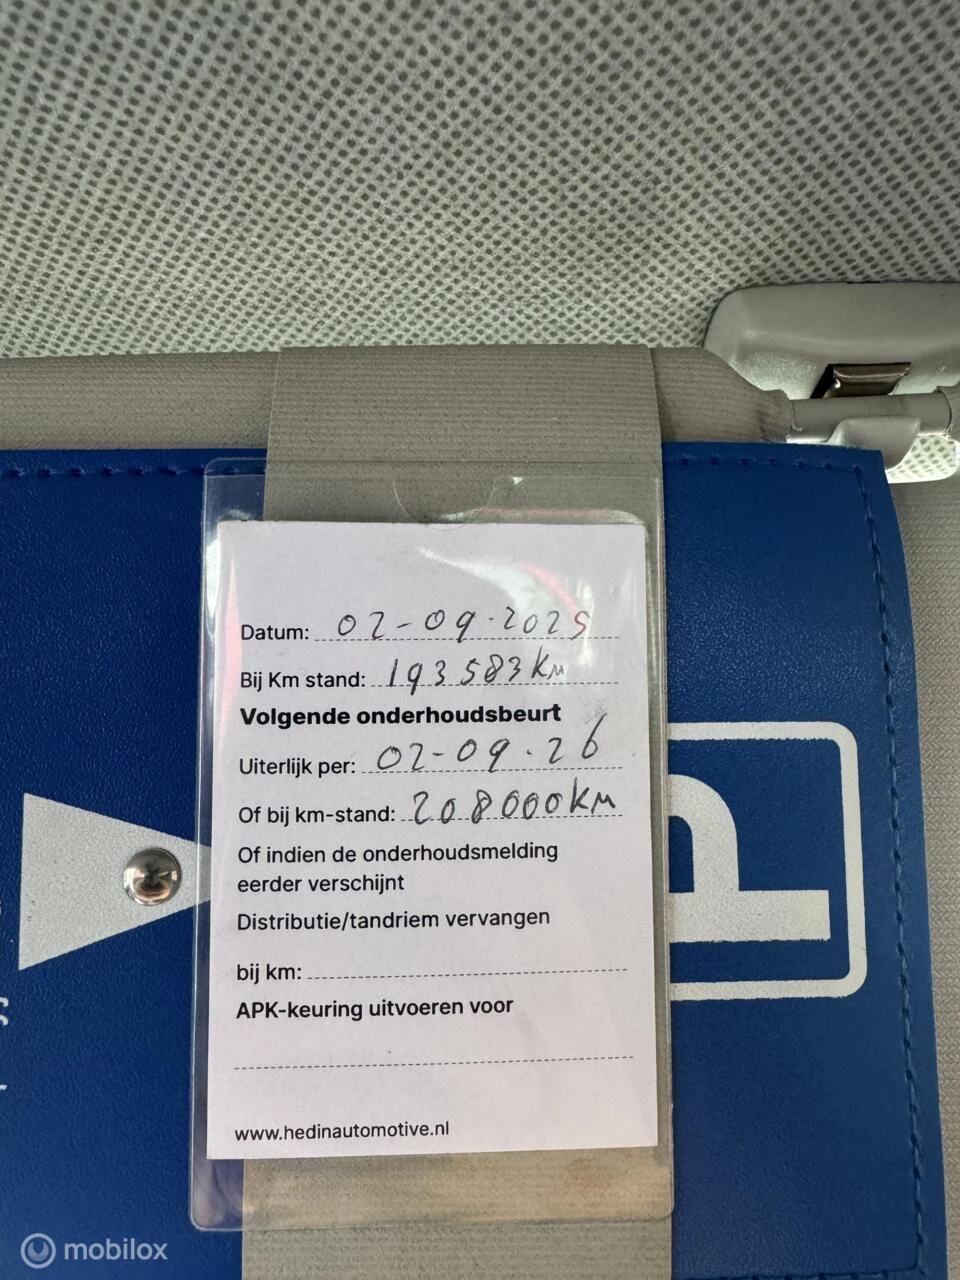 Datum: 02-09-2025
Bij Km stand: 193583 Km
Volgende onderhoudsbeurt
Uiterlijk per: 02-09-26
Of bij km-stand: 208000 KM
Of indien de onderhoudsmelding
eerder verschijnt
Distributie/tandriem vervangen
bij km:
APK-keuring uitvoeren voor
www.hedinautomotive.nl
P
mobilox